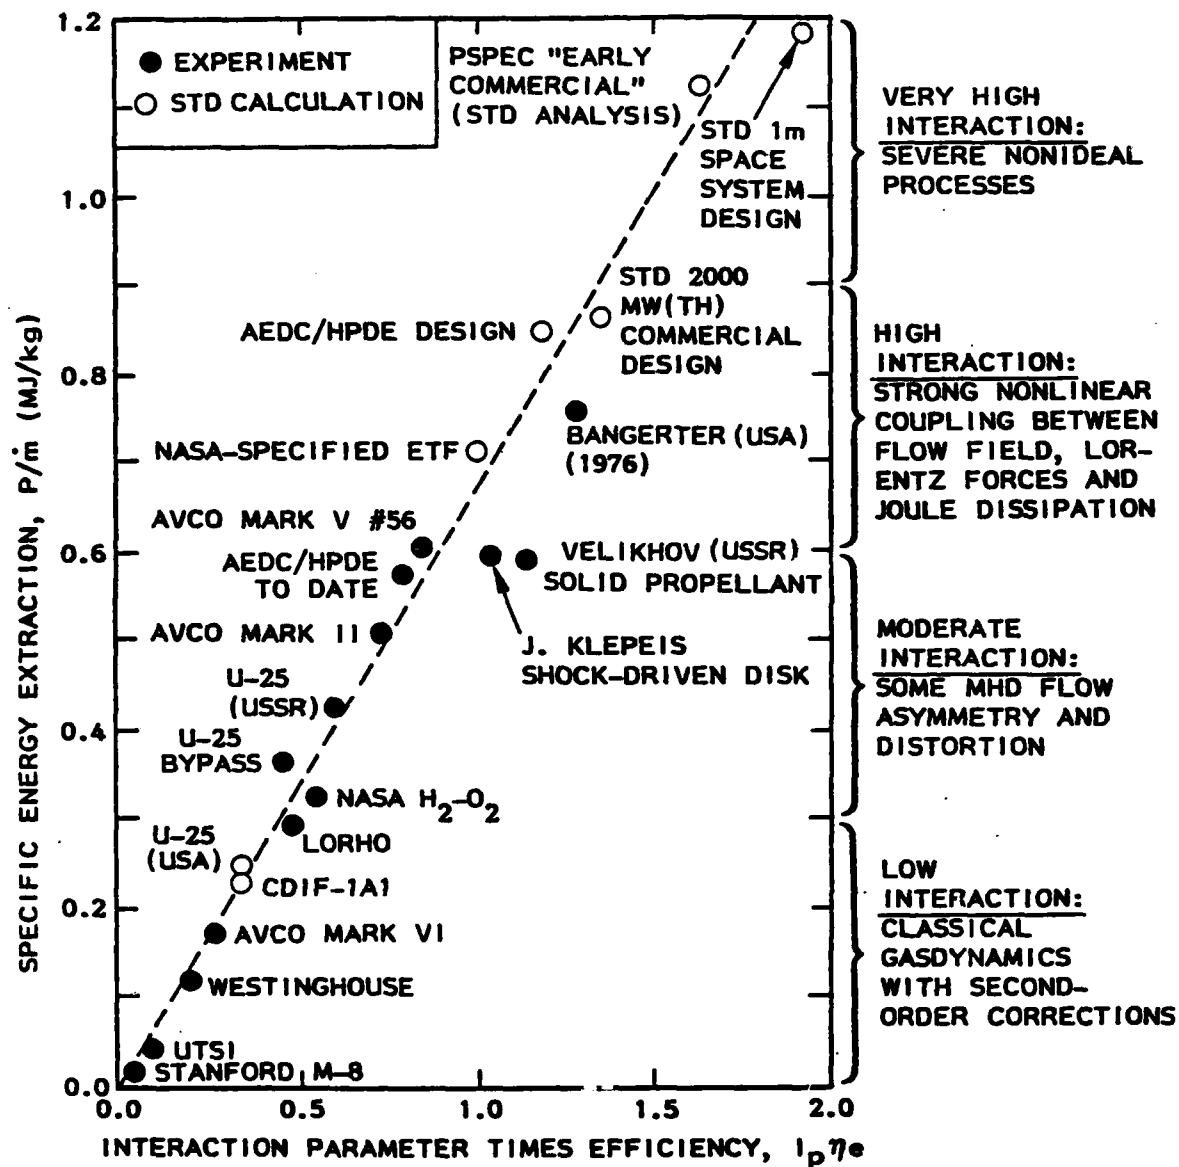 1.2
1.0
0.8
0.6
0.4
0.2
0.0
SPECIFIC ENERGY EXTRACTION, P/ṁ (MJ/kg)
EXPERIMENT
STD CALCULATION
PSPEC "EARLY
COMMERCIAL"
(STD ANALYSIS)
STD 1m
SPACE
SYSTEM
DESIGN
STD 2000
MW(TH)
COMMERCIAL
DESIGN
AEDC/HPDE DESIGN
BANGERTER (USA)
(1976)
NASA-SPECIFIED ETF
AVCO MARK V #56
AEDC/HPDE
TO DATE
VELIKHOV (USSR)
SOLID PROPELLANT
AVCO MARK II
J. KLEPEIS
SHOCK-DRIVEN DISK
U-25
(USSR)
U-25
BYPASS
NASA H2-O2
LORHO
U-25
(USA)
CDIF-1A1
AVCO MARK VI
WESTINGHOUSE
UTSI
STANFORD M-8
0.0 0.5 1.0 1.5 2.0
INTERACTION PARAMETER TIMES EFFICIENCY, Ipηe
VERY HIGH
INTERACTION:
SEVERE NONIDEAL
PROCESSES
HIGH
INTERACTION:
STRONG NONLINEAR
COUPLING BETWEEN
FLOW FIELD, LOR-
ENTZ FORCES AND
JOULE DISSIPATION
MODERATE
INTERACTION:
SOME MHD FLOW
ASYMMETRY AND
DISTORTION
LOW
INTERACTION:
CLASSICAL
GASDYNAMICS
WITH SECOND-
ORDER CORRECTIONS